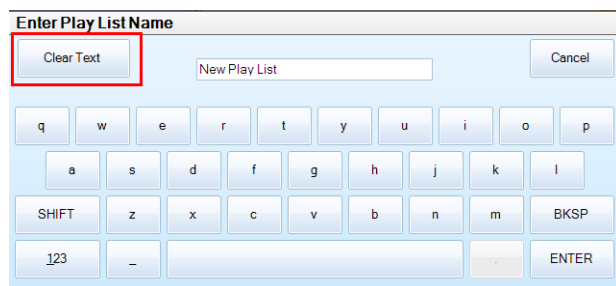 Enter Play List Name
Clear Text
New Play List
Cancel
q w e r t y u i o p
a s d f g h j k l
SHIFT z x c v b n m BKSP
123 _ . ENTER